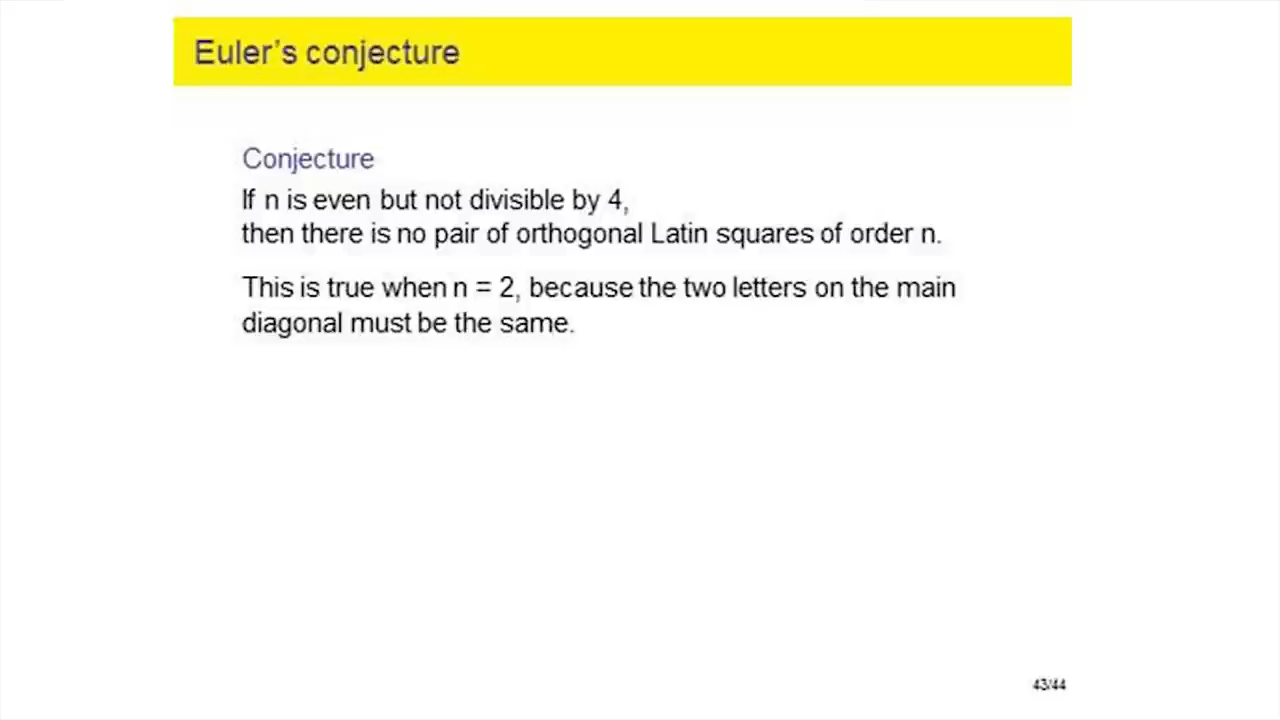 Euler's conjecture
Conjecture
If n is even but not divisible by 4,
then there is no pair of orthogonal Latin squares of order n.
This is true when n = 2, because the two letters on the main
diagonal must be the same.
43/44